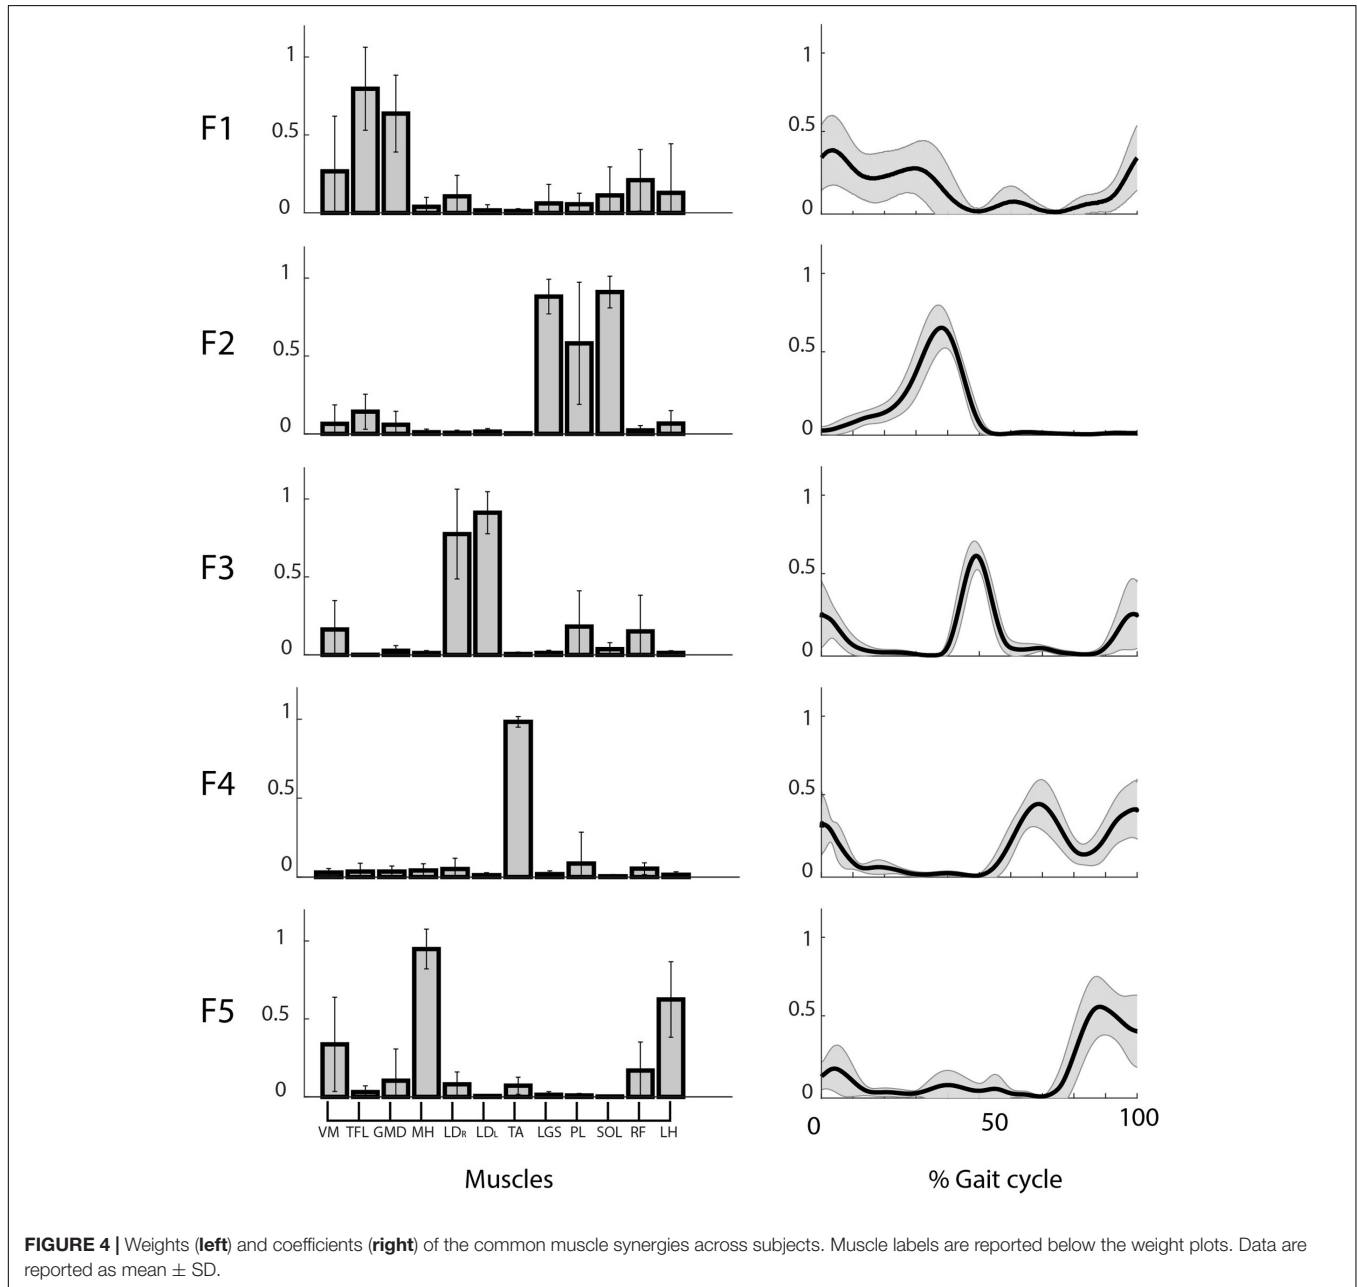 F1
1
0.5
0
1
0.5
0
F2
1
0.5
0
1
0.5
0
F3
1
0.5
0
1
0.5
0
F4
1
0.5
0
1
0.5
0
F5
1
0.5
0
1
0.5
0
VM TFL GMD MH LDR LDL TA LGS PL SOL RF LH
0 50 100
Muscles
% Gait cycle
FIGURE 4 | Weights (left) and coefficients (right) of the common muscle synergies across subjects. Muscle labels are reported below the weight plots. Data are
reported as mean ± SD.